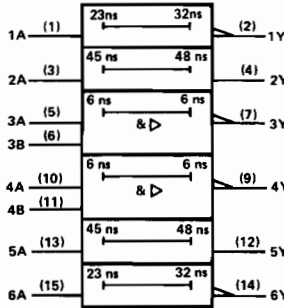 23ns 32ns
1A (1) (2) 1Y
45 ns 48 ns
2A (3) (4) 2Y
6 ns 6 ns
3A (5) & (7) 3Y
3B (6)
6 ns 6 ns
4A (10) & (9) 4Y
4B (11)
45 ns 48 ns
5A (13) (12) 5Y
23 ns 32 ns
6A (15) (14) 6Y